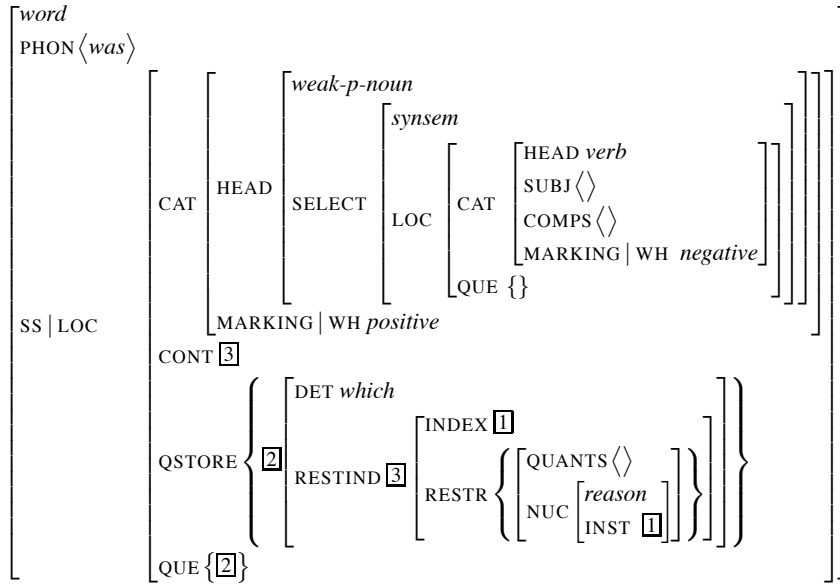 word
PHON⟨was⟩
weak-p-noun
synsem
HEAD verb
SUBJ⟨⟩
CAT HEAD SELECT LOC CAT COMPS⟨⟩
MARKING | WH negative
QUE {}
SS | LOC MARKING | WH positive
CONT 3
DET which
INDEX 1
QSTORE { 2 RESTIND 3 RESTR { QUANTS⟨⟩
NUC reason
INST 1
QUE {2}